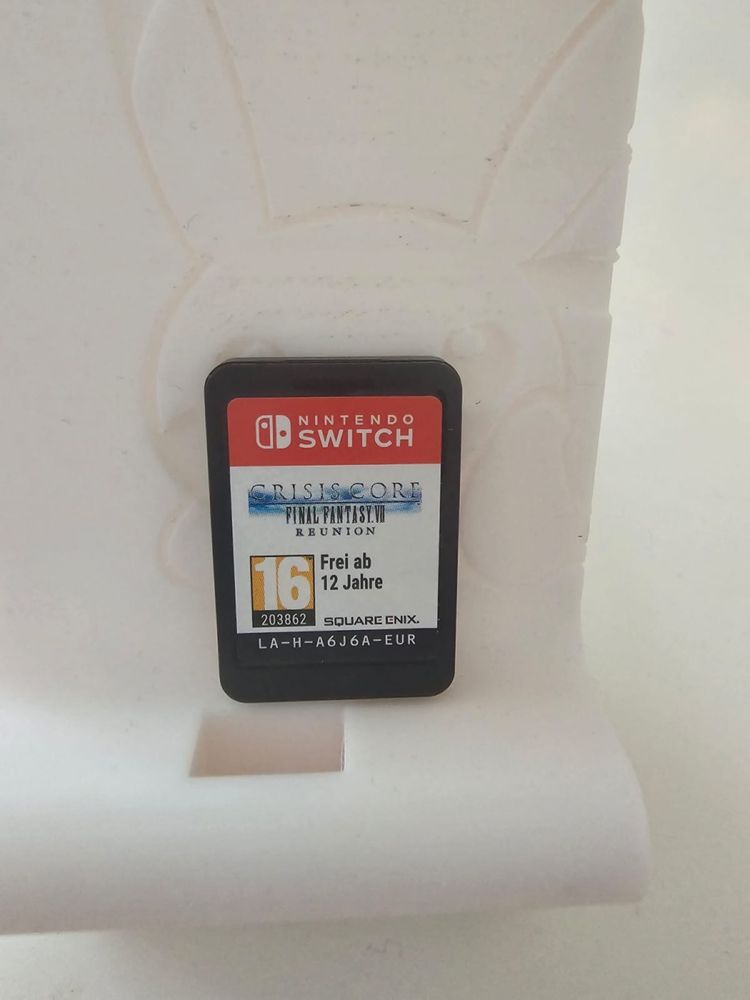 NINTENDO
SWITCH
CRISIS CORE
FINAL FANTASY VII
REUNION
16
203862
Frei ab
12 Jahre
SQUARE ENIX.
LA-H-A6J6A-EUR